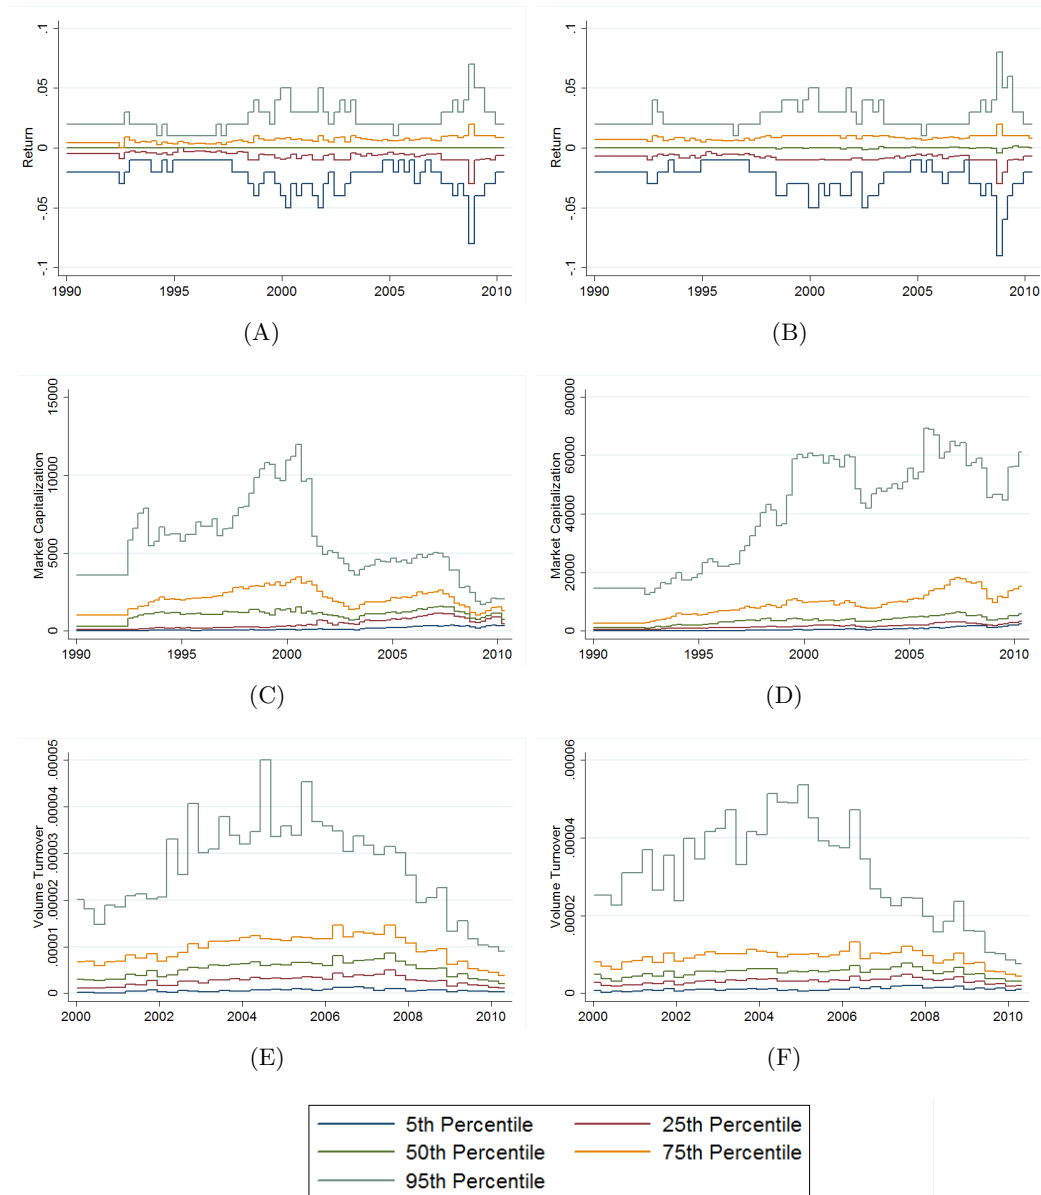 .1 .1
.05 .05
0 0
-.05 -.05
-.1 -.1
Return Return
1990 1995 2000 2005 2010 1990 1995 2000 2005 2010
(A) (B)
15000 80000
10000 60000
5000 40000
0 20000
0
Market Capitalization Market Capitalization
1990 1995 2000 2005 2010 1990 1995 2000 2005 2010
(C) (D)
.00005 .00006
.00004 .00004
.00003 .00002
.00002 0
.00001
0
Volume Turnover Volume Turnover
2000 2002 2004 2006 2008 2010 2000 2002 2004 2006 2008 2010
(E) (F)
5th Percentile 25th Percentile
50th Percentile 75th Percentile
95th Percentile